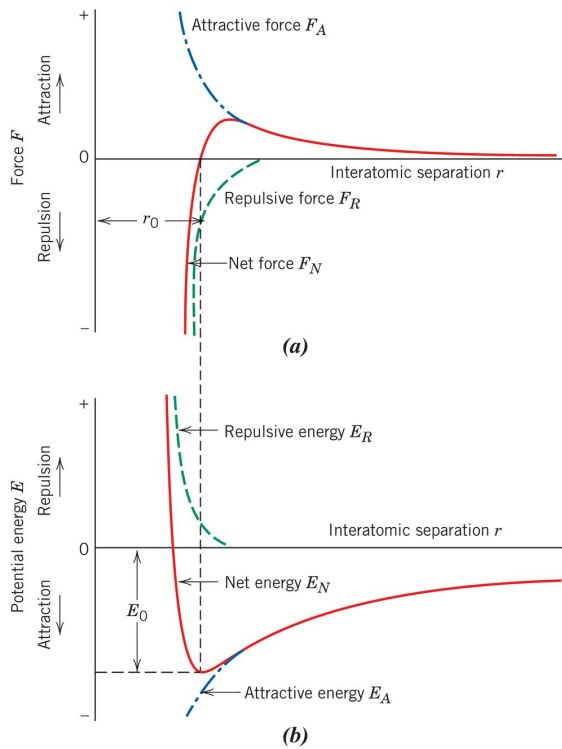 +
Attractive force F_A
Attraction
Force F
0
Interatomic separation r
Repulsive force F_R
r_0
Repulsion
Net force F_N
−
(a)
+
Repulsive energy E_R
Repulsion
Potential energy E
Interatomic separation r
0
Net energy E_N
E_0
Attraction
Attractive energy E_A
−
(b)